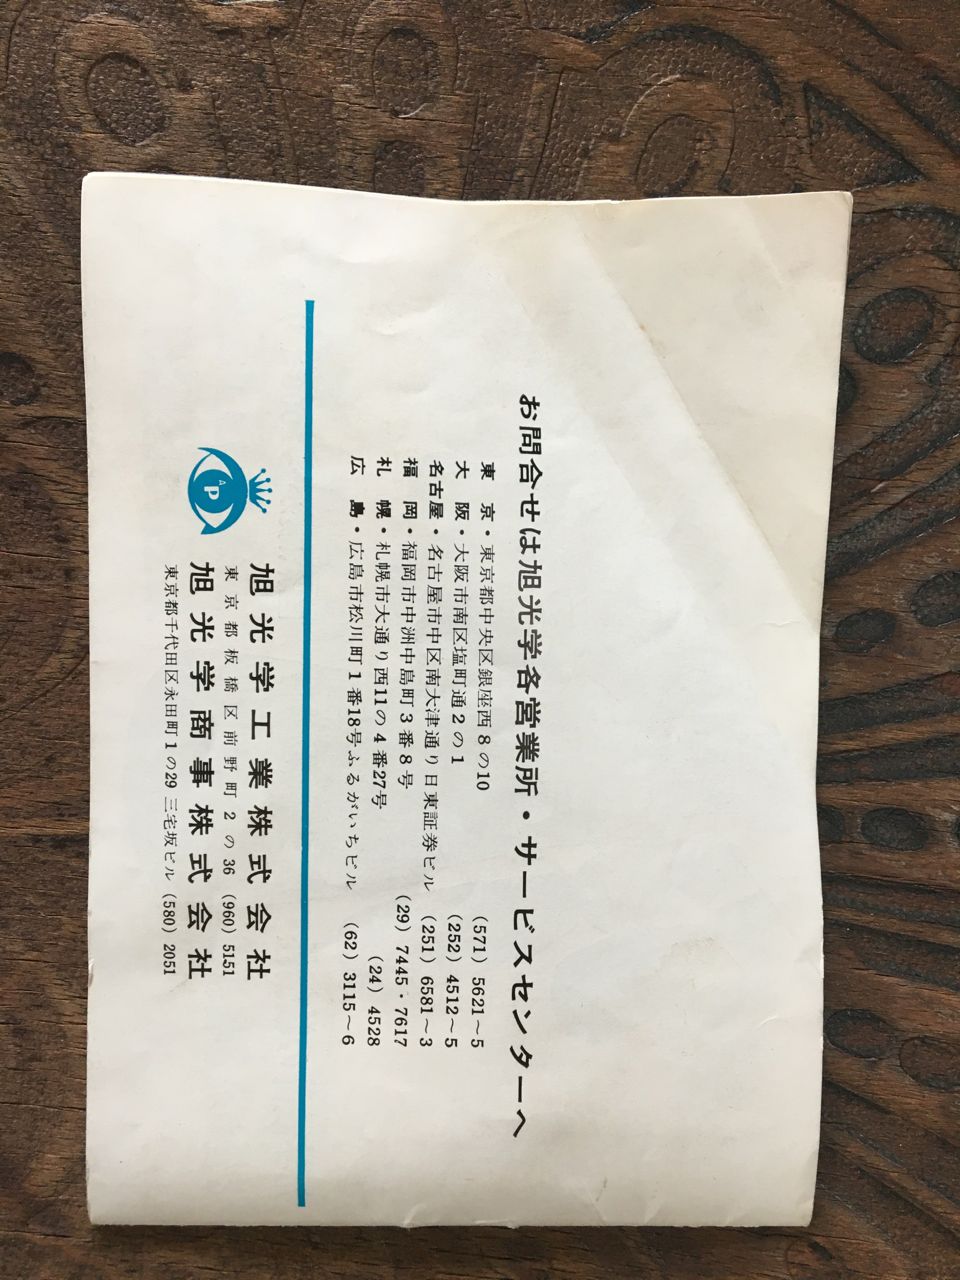 お問合せは旭光学各営業所・サービスセンターへ
東京・東京都中央区銀座西8の10 (571) 5621〜5
大阪・大阪市南区塩町通2の1 (252) 4512〜5
名古屋・名古屋市中区南大津通り日東証券ビル (251) 6581〜3
福岡・福岡市中洲中島町3番8号 (29) 7445・7617
札幌・札幌市大通り西11の4番27号 (24) 4528
広島・広島市松川町1番18号ふるがいちビル (62) 3115〜6
AP
旭光学工業株式会社
東京都板橋区前野町2の36 (960) 5151
旭光学商事株式会社
東京都千代田区永田町1の29 三宅坂ビル (580) 2051